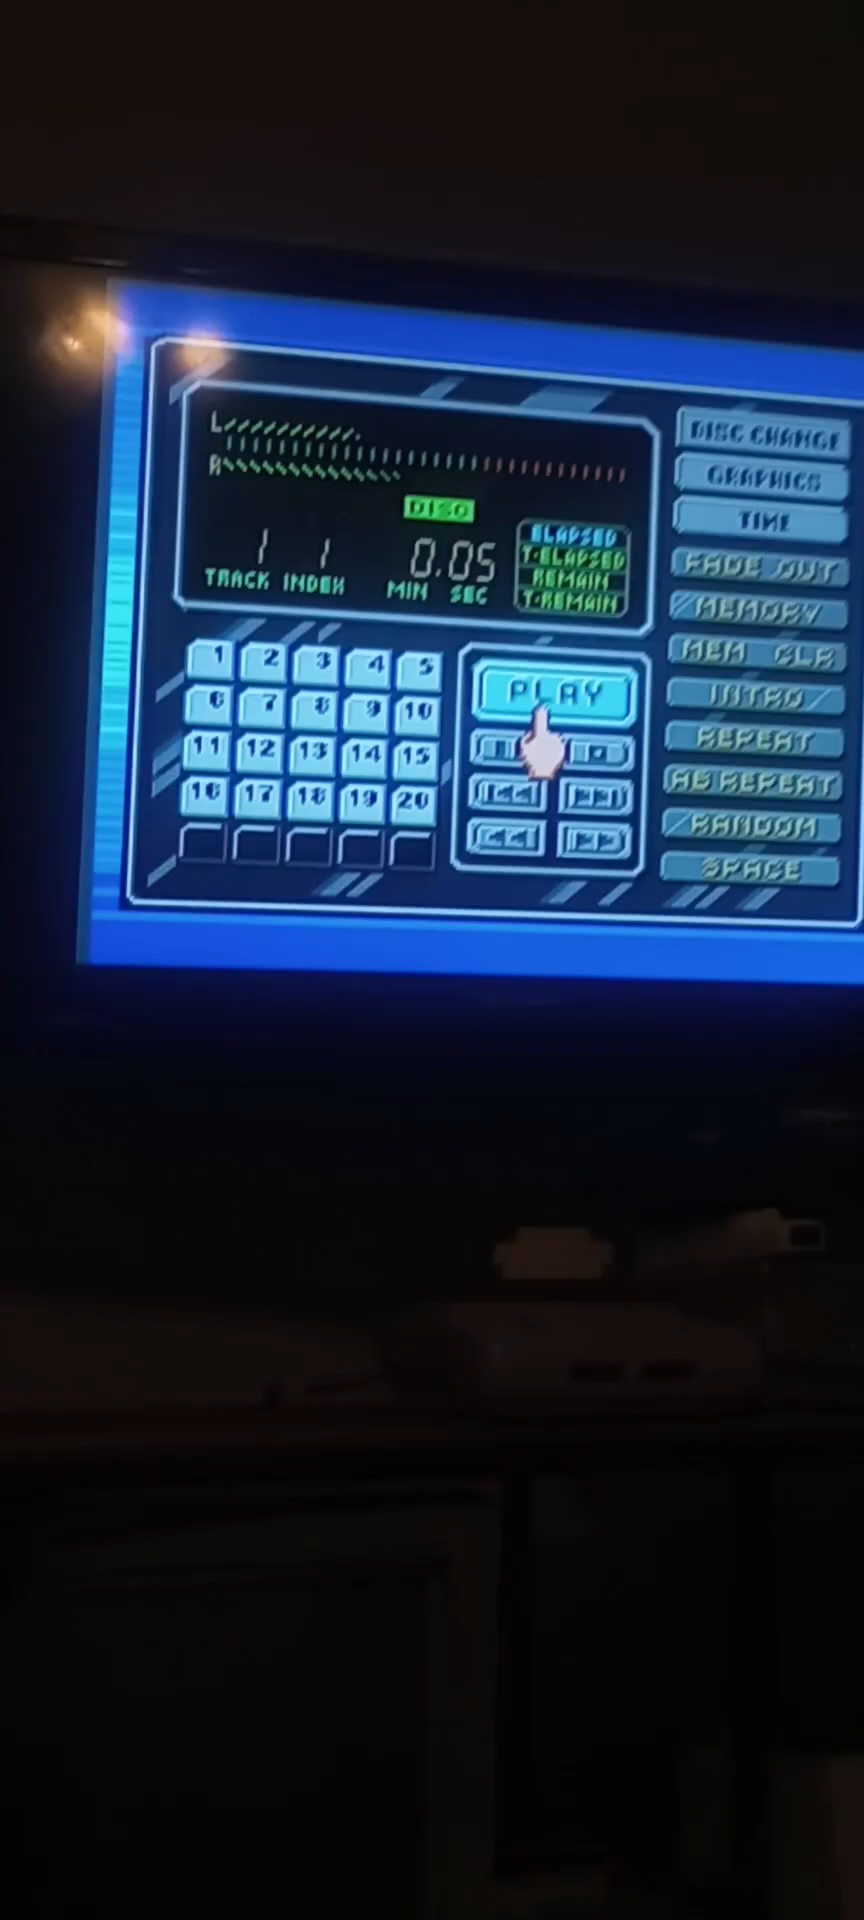 L
R
DISC
1 1 0.05
TRACK INDEX MIN SEC
ELAPSED
T-ELAPSED
REMAIN
T-REMAIN
1 2 3 4 5
6 7 8 9 10
11 12 13 14 15
16 17 18 19 20
PLAY
DISC CHANGE
GRAPHICS
TIME
FADE OUT
MEMORY
MEM CLR
INTRO
REPEAT
AB REPEAT
RANDOM
SPACE